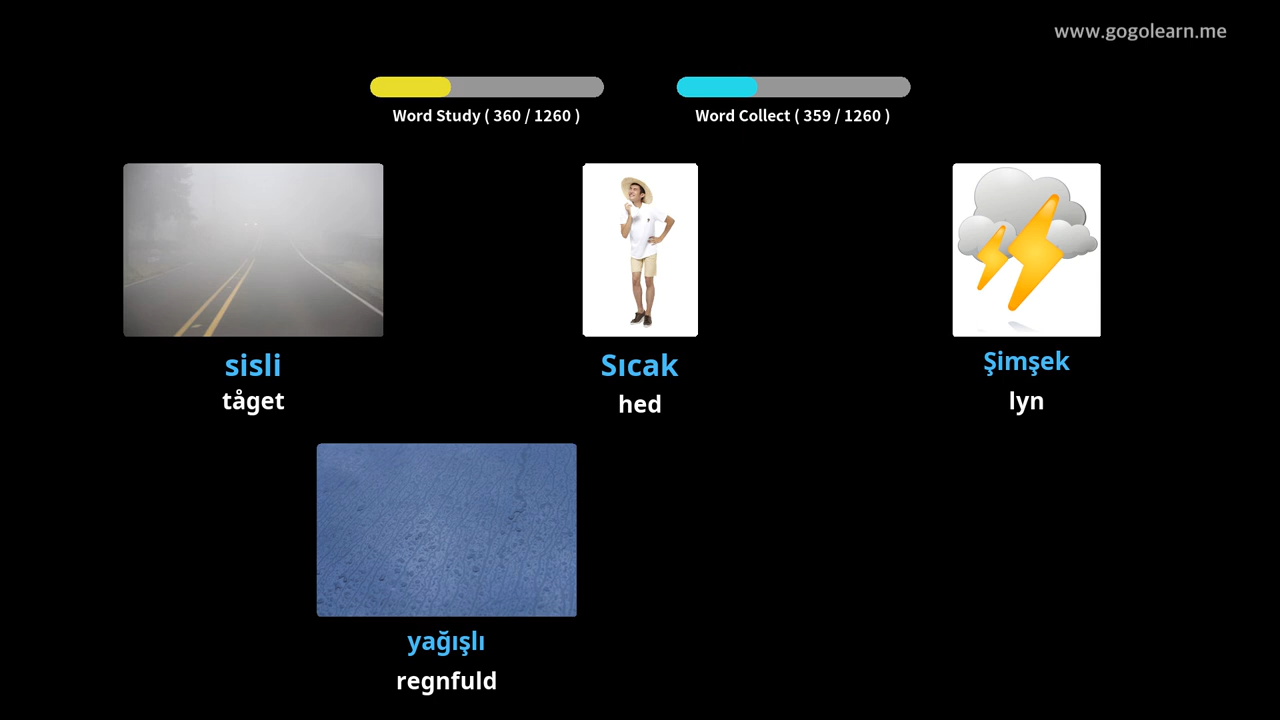 www.gogolearn.me
Word Study ( 360 / 1260 )
Word Collect ( 359 / 1260 )
sisli
tåget
Sıcak
hed
Şimşek
lyn
yağışlı
regnfuld